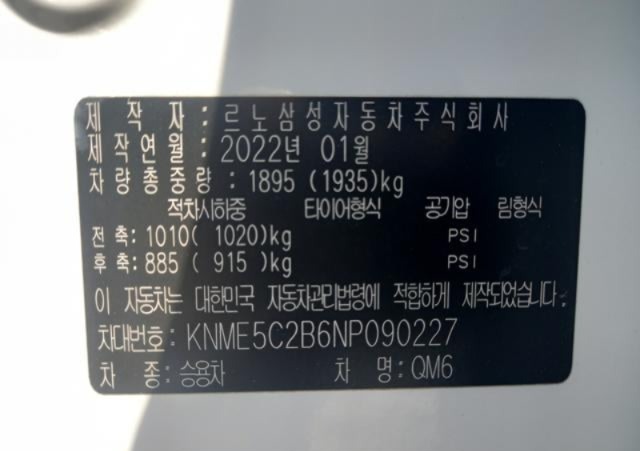 제 작 자 : 르노삼성자동차주식회사
제작연월 : 2022년 01월
차량총중량 : 1895 (1935)kg
적차시하중 타이어형식 공기압 림형식
전 축:1010( 1020)kg PSI
후 축:885 ( 915 )kg PSI
이 자동차는 대한민국 자동차관리법령에 적합하게 제작되었습니다.
차대번호: KNME5C2B6NP090227
차 종: 승용차 차 명:QM6